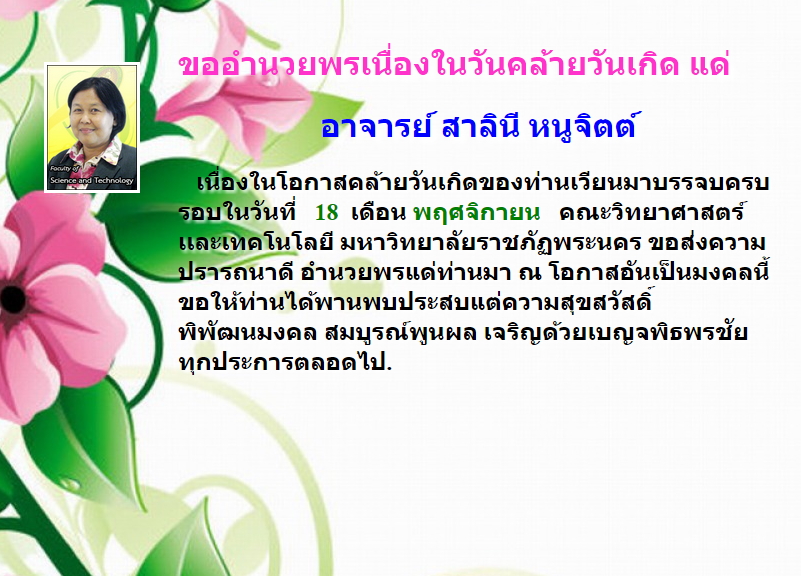 ขออำนวยพรเนื่องในวันคล้ายวันเกิด แด่
อาจารย์ สาลินี หนูจิตต์
Faculty of
Science and Technology
เนื่องในโอกาสคล้ายวันเกิดของท่านเวียนมาบรรจบครบ
รอบในวันที่ 18 เดือน พฤศจิกายน คณะวิทยาศาสตร์
และเทคโนโลยี มหาวิทยาลัยราชภัฏพระนคร ขอส่งความ
ปรารถนาดี อำนวยพรแด่ท่านมา ณ โอกาสอันเป็นมงคลนี้
ขอให้ท่านได้พานพบประสบแต่ความสุขสวัสดิ์
พิพัฒนมงคล สมบูรณ์พูนผล เจริญด้วยเบญจพิธพรชัย
ทุกประการตลอดไป.